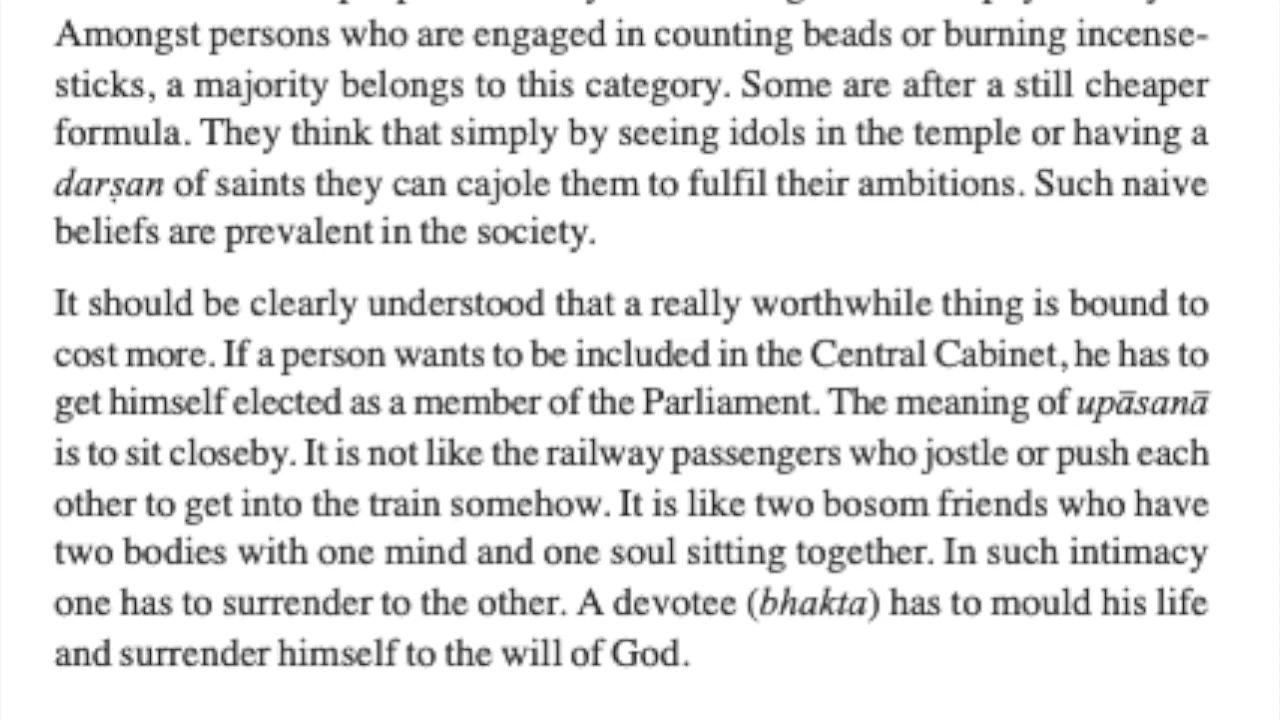 Amongst persons who are engaged in counting beads or burning incense-
sticks, a majority belongs to this category. Some are after a still cheaper
formula. They think that simply by seeing idols in the temple or having a
darṣan of saints they can cajole them to fulfil their ambitions. Such naive
beliefs are prevalent in the society.
It should be clearly understood that a really worthwhile thing is bound to
cost more. If a person wants to be included in the Central Cabinet, he has to
get himself elected as a member of the Parliament. The meaning of upāsanā
is to sit closeby. It is not like the railway passengers who jostle or push each
other to get into the train somehow. It is like two bosom friends who have
two bodies with one mind and one soul sitting together. In such intimacy
one has to surrender to the other. A devotee (bhakta) has to mould his life
and surrender himself to the will of God.